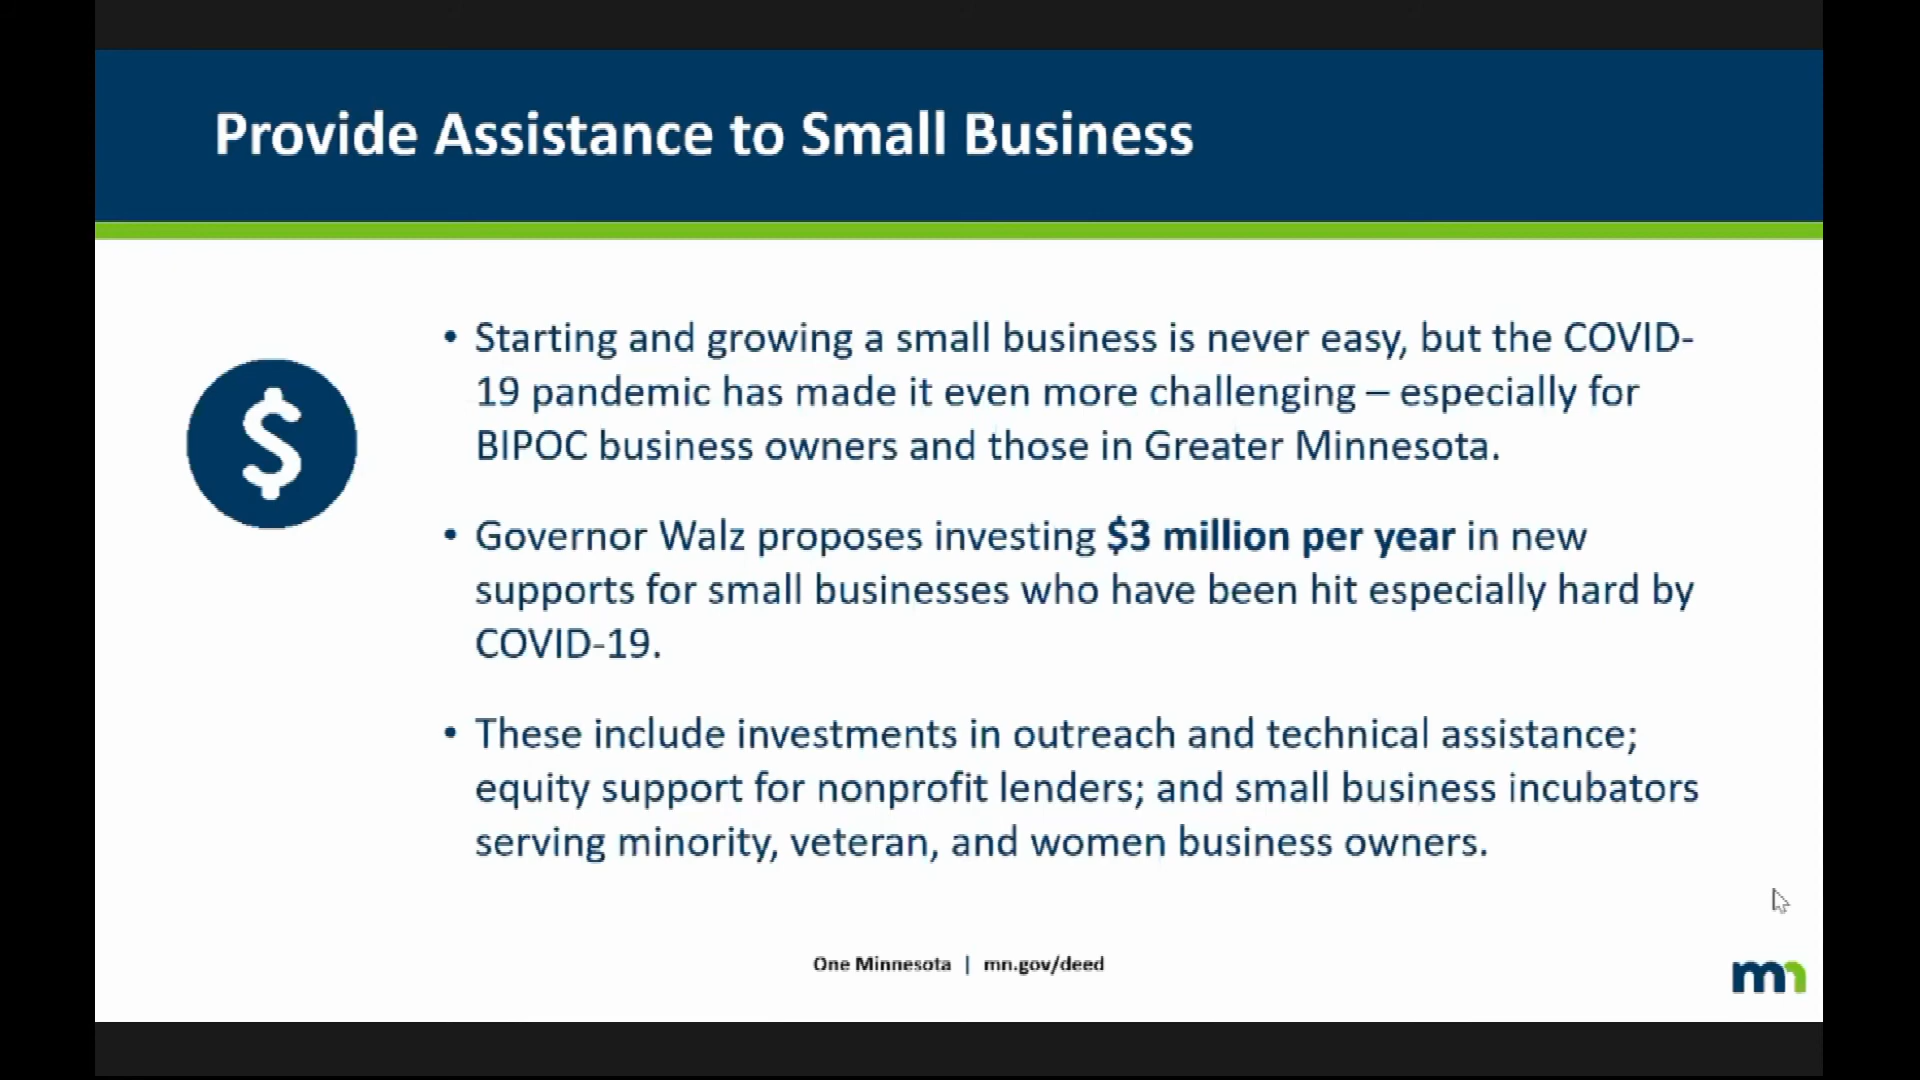 Provide Assistance to Small Business
$
• Starting and growing a small business is never easy, but the COVID-
19 pandemic has made it even more challenging – especially for
BIPOC business owners and those in Greater Minnesota.
• Governor Walz proposes investing $3 million per year in new
supports for small businesses who have been hit especially hard by
COVID-19.
• These include investments in outreach and technical assistance;
equity support for nonprofit lenders; and small business incubators
serving minority, veteran, and women business owners.
One Minnesota | mn.gov/deed
mn